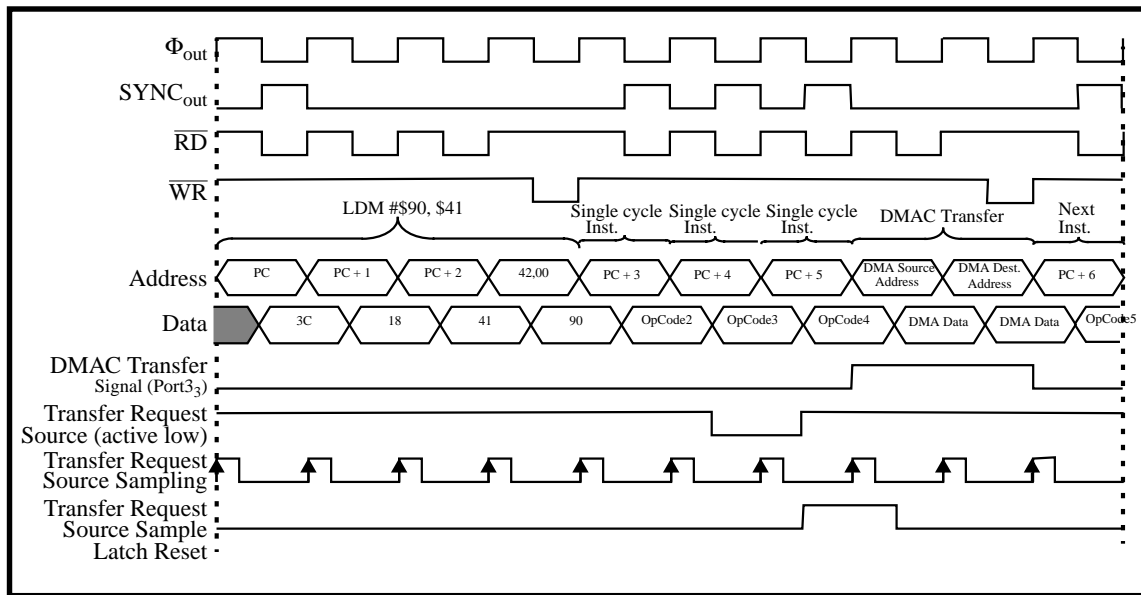 Φout
SYNCout
RD
WR
LDM #$90, $41
Single cycle Inst.
Single cycle Inst.
Single cycle Inst.
DMAC Transfer
Next Inst.
Address
PC
PC + 1
PC + 2
42,00
PC + 3
PC + 4
PC + 5
DMA Source Address
DMA Dest. Address
PC + 6
Data
3C
18
41
90
OpCode2
OpCode3
OpCode4
DMA Data
DMA Data
OpCode5
DMAC Transfer
Signal (Port33)
Transfer Request
Source (active low)
Transfer Request
Source Sampling
Transfer Request
Source Sample
Latch Reset